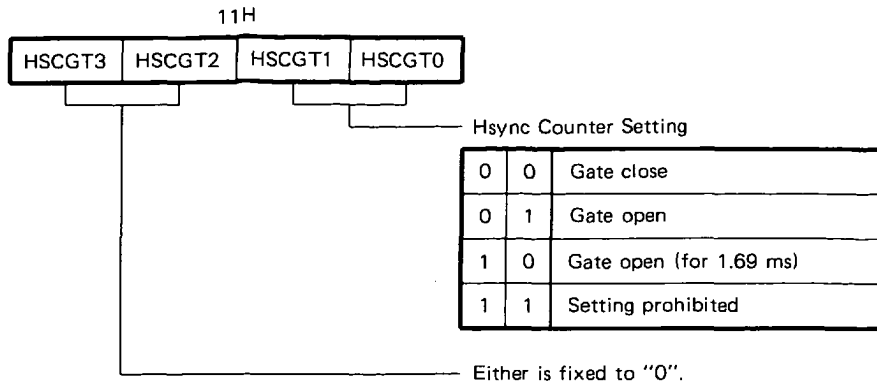 11H
HSCGT3 HSCGT2 HSCGT1 HSCGT0
Hsync Counter Setting
0 0 Gate close
0 1 Gate open
1 0 Gate open (for 1.69 ms)
1 1 Setting prohibited
Either is fixed to "0".